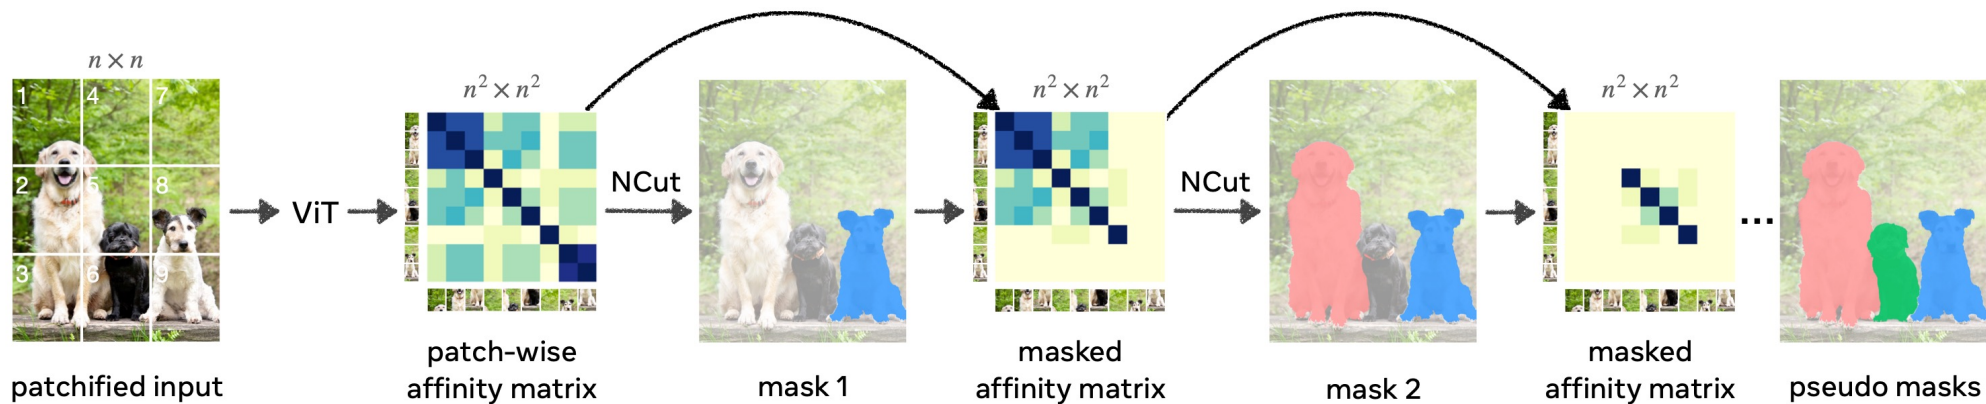 n × n
1 4 7
2 5 8
3 6 9
patchified input
ViT
n² × n²
patch-wise
affinity matrix
NCut
mask 1
n² × n²
masked
affinity matrix
NCut
mask 2
n² × n²
masked
affinity matrix
...
pseudo masks